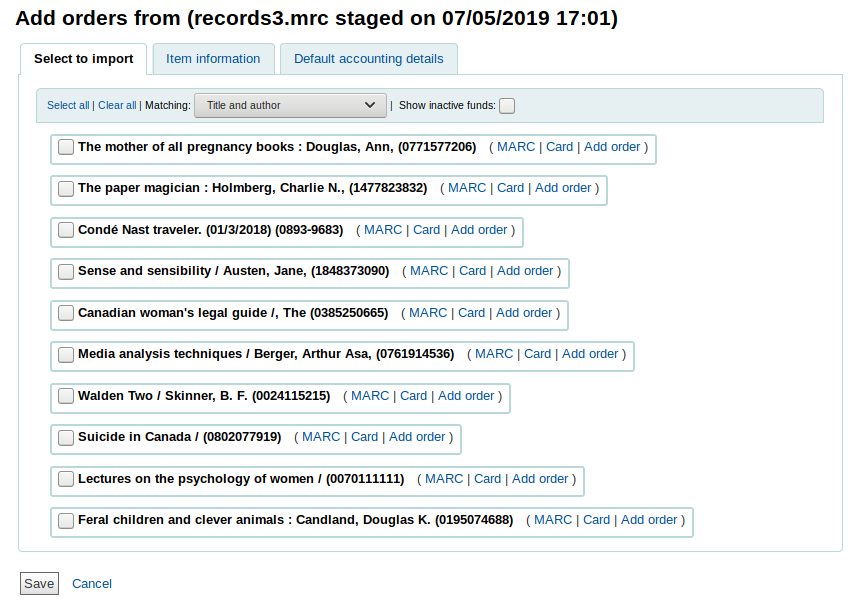 Add orders from (records3.mrc staged on 07/05/2019 17:01)
Select to import Item information Default accounting details
Select all | Clear all | Matching: Title and author | Show inactive funds:
The mother of all pregnancy books : Douglas, Ann, (0771577206) ( MARC | Card | Add order )
The paper magician : Holmberg, Charlie N., (1477823832) ( MARC | Card | Add order )
Condé Nast traveler. (01/3/2018) (0893-9683) ( MARC | Card | Add order )
Sense and sensibility / Austen, Jane, (1848373090) ( MARC | Card | Add order )
Canadian woman's legal guide /, The (0385250665) ( MARC | Card | Add order )
Media analysis techniques / Berger, Arthur Asa, (0761914536) ( MARC | Card | Add order )
Walden Two / Skinner, B. F. (0024115215) ( MARC | Card | Add order )
Suicide in Canada / (0802077919) ( MARC | Card | Add order )
Lectures on the psychology of women / (0070111111) ( MARC | Card | Add order )
Feral children and clever animals : Candland, Douglas K. (0195074688) ( MARC | Card | Add order )
Save Cancel